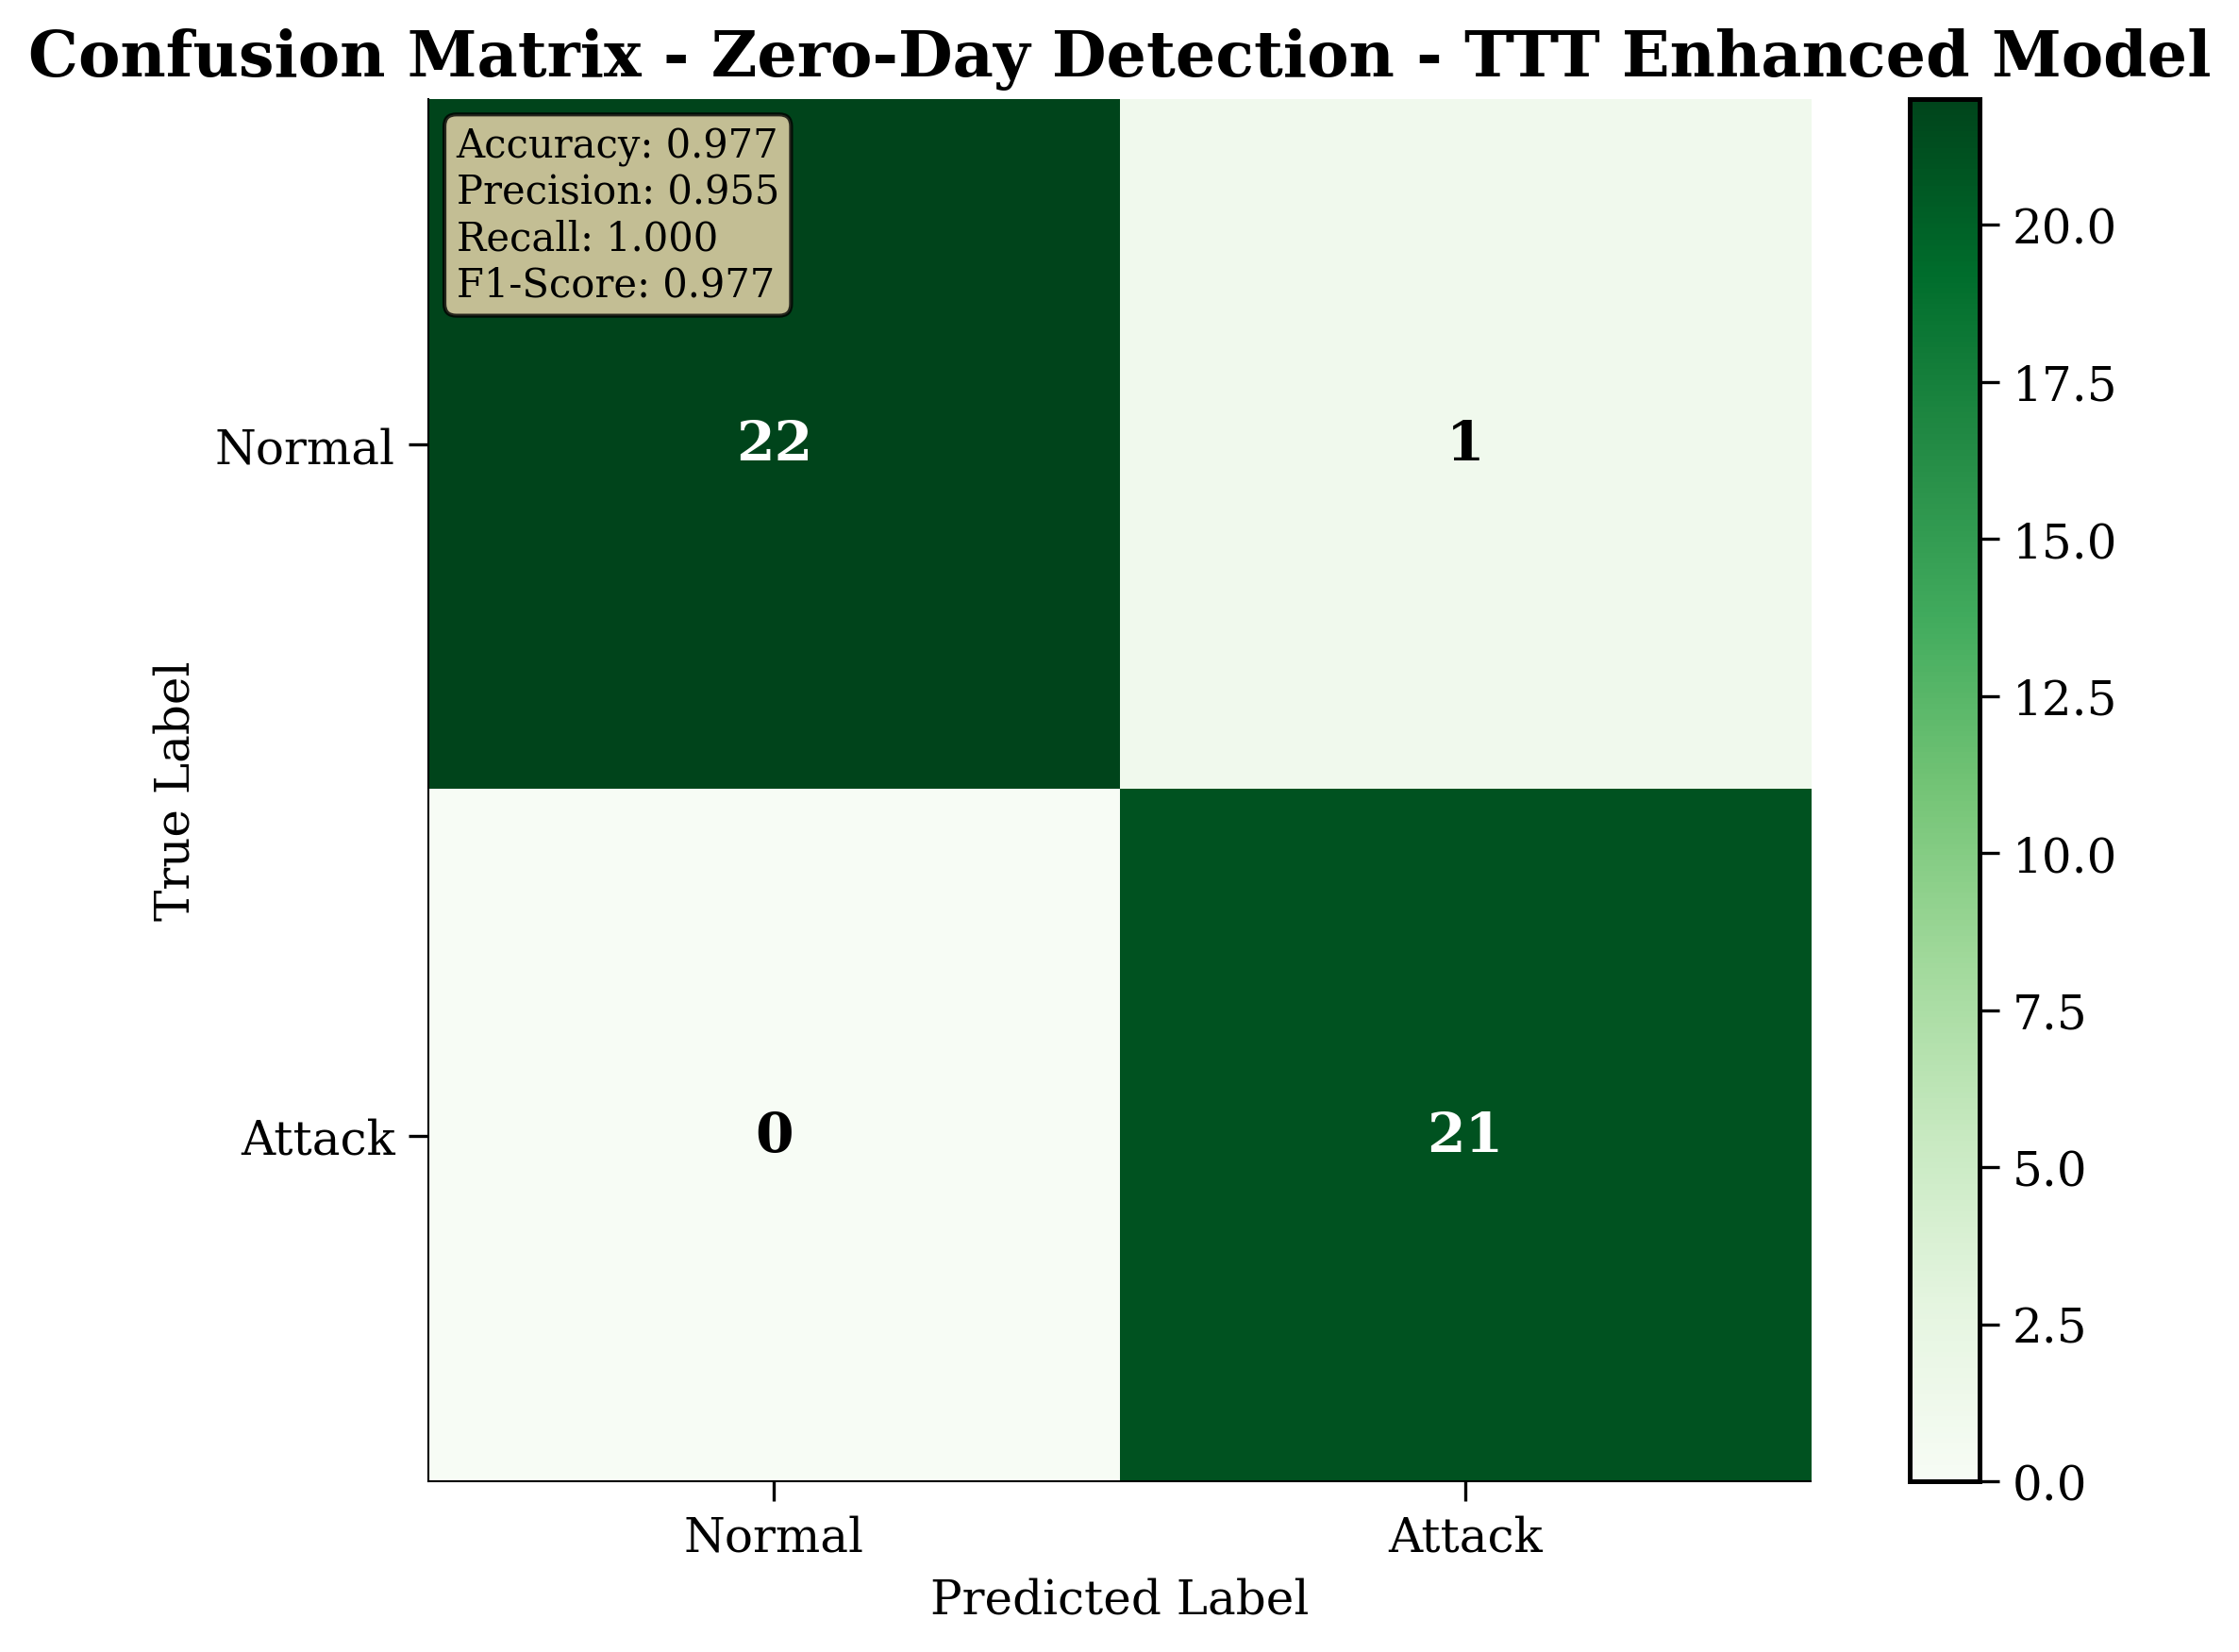 Confusion Matrix - Zero-Day Detection - TTT Enhanced Model
Accuracy: 0.977
Precision: 0.955
Recall: 1.000
F1-Score: 0.977
22
1
0
21
Normal
Attack
True Label
Normal
Attack
Predicted Label
20.0
17.5
15.0
12.5
10.0
7.5
5.0
2.5
0.0